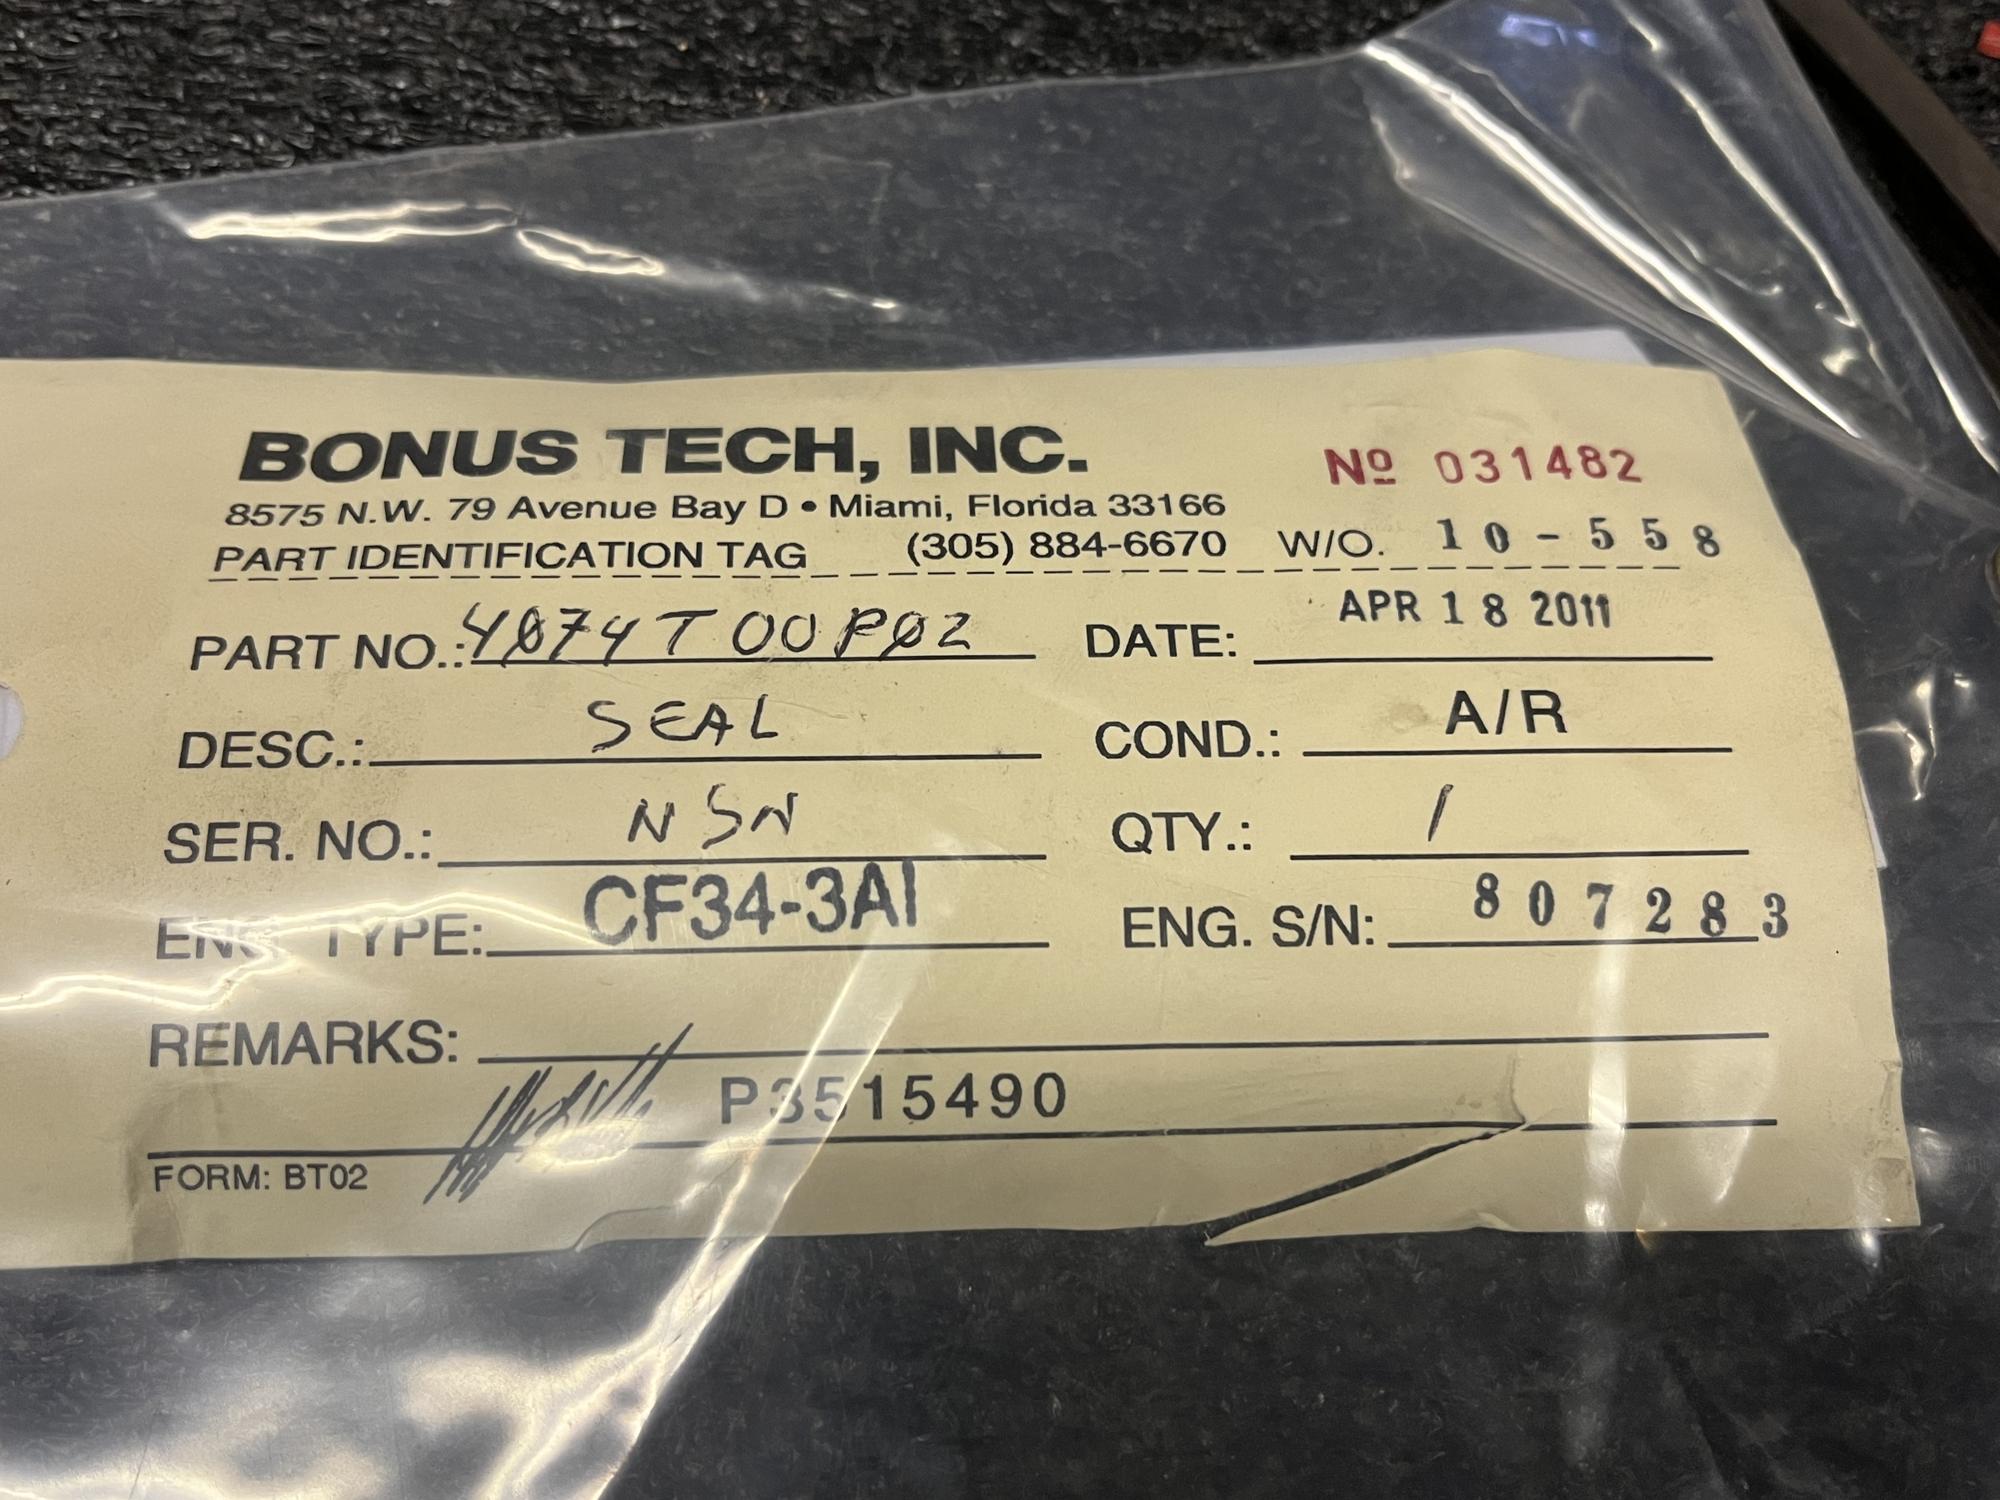 BONUS TECH, INC.
Nº 031482
8575 N.W. 79 Avenue Bay D • Miami, Florida 33166
PART IDENTIFICATION TAG (305) 884-6670 W/O. 10-558
PART NO.: 4074T00P02 DATE: APR 18 2011
DESC.: SEAL COND.: A/R
SER. NO.: NSN QTY.: 1
ENG. TYPE: CF34-3A1 ENG. S/N: 807283
REMARKS:
P3515490
FORM: BT02